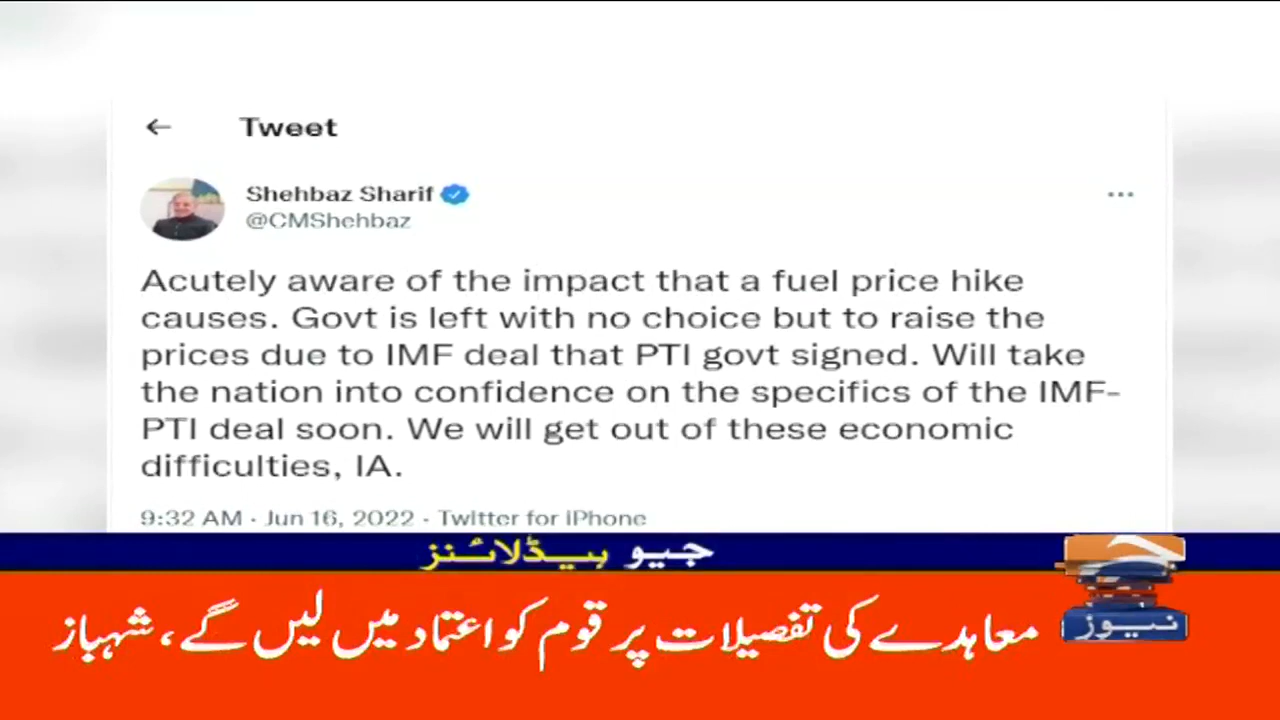 Tweet
Shehbaz Sharif
@CMShehbaz
Acutely aware of the impact that a fuel price hike
causes. Govt is left with no choice but to raise the
prices due to IMF deal that PTI govt signed. Will take
the nation into confidence on the specifics of the IMF-
PTI deal soon. We will get out of these economic
difficulties, IA.
9:32 AM · Jun 16, 2022 · Twitter for iPhone
جیو ہیڈلائنز
معاہدے کی تفصیلات پر قوم کو اعتماد میں لیں گے، شہباز
نیوز